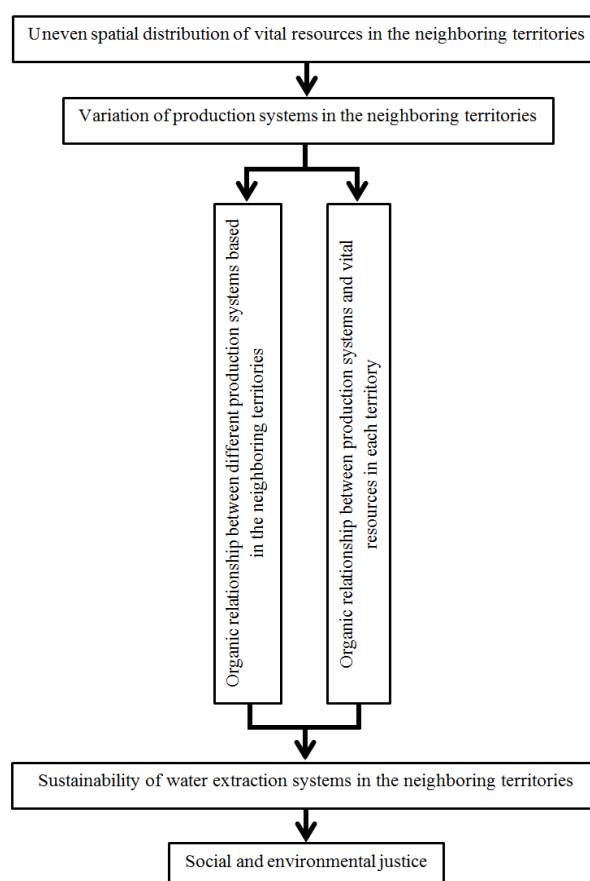 Uneven spatial distribution of vital resources in the neighboring territories
Variation of production systems in the neighboring territories
Organic relationship between different production systems based
in the neighboring territories
Organic relationship between production systems and vital
resources in each territory
Sustainability of water extraction systems in the neighboring territories
Social and environmental justice